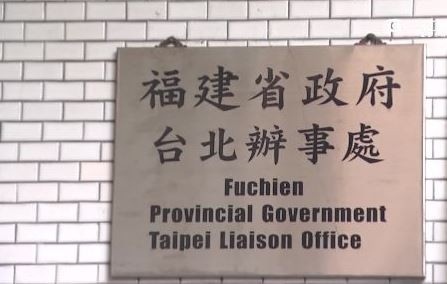 福建省政府
台北辦事處
Fuchien
Provincial Government
Taipei Liaison Office